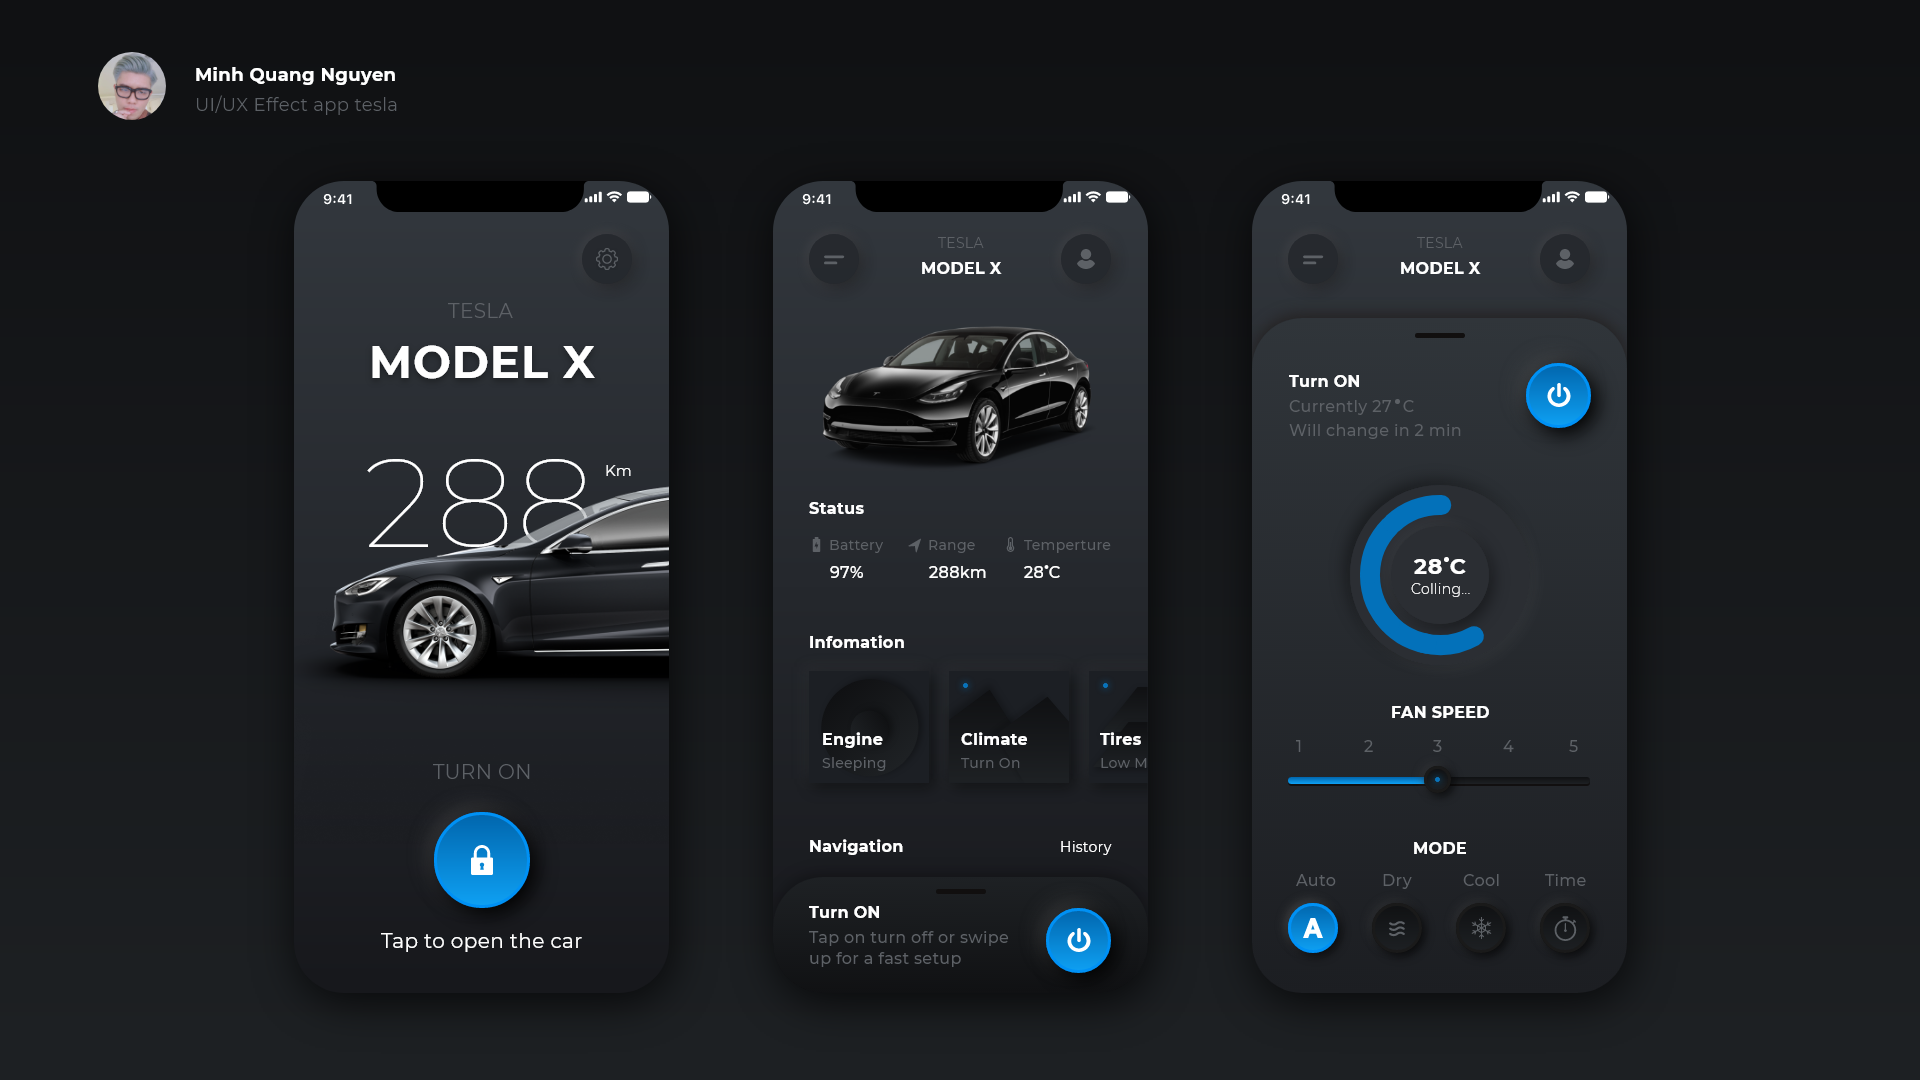 Minh Quang Nguyen
UI/UX Effect app tesla
9:41
TESLA
MODEL X
288 Km
TURN ON
Tap to open the car
9:41
TESLA
MODEL X
Status
Battery Range Temperture
97% 288km 28°C
Infomation
Engine Climate Tires
Sleeping Turn On Low M
Navigation History
Turn ON
Tap on turn off or swipe
up for a fast setup
9:41
TESLA
MODEL X
Turn ON
Currently 27°C
Will change in 2 min
28°C
Colling...
FAN SPEED
1 2 3 4 5
MODE
Auto Dry Cool Time
A